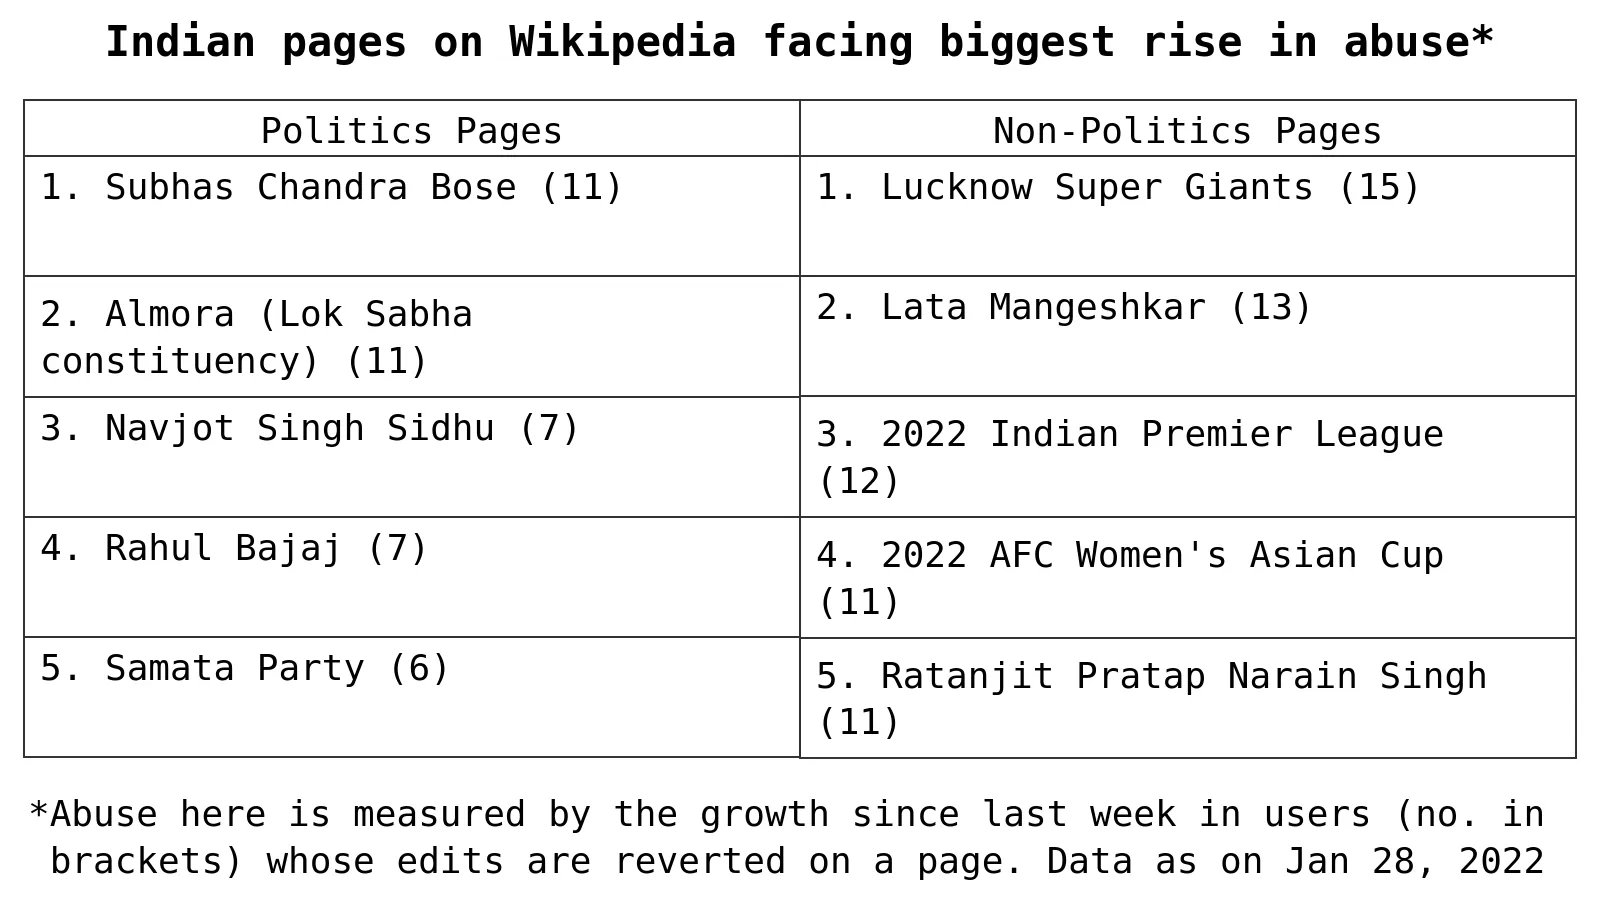 Indian pages on Wikipedia facing biggest rise in abuse*
Politics Pages
Non-Politics Pages
1. Subhas Chandra Bose (11)
1. Lucknow Super Giants (15)
2. Almora (Lok Sabha
constituency) (11)
2. Lata Mangeshkar (13)
3. Navjot Singh Sidhu (7)
3. 2022 Indian Premier League
(12)
4. Rahul Bajaj (7)
4. 2022 AFC Women's Asian Cup
(11)
5. Samata Party (6)
5. Ratanjit Pratap Narain Singh
(11)
*Abuse here is measured by the growth since last week in users (no. in
brackets) whose edits are reverted on a page. Data as on Jan 28, 2022